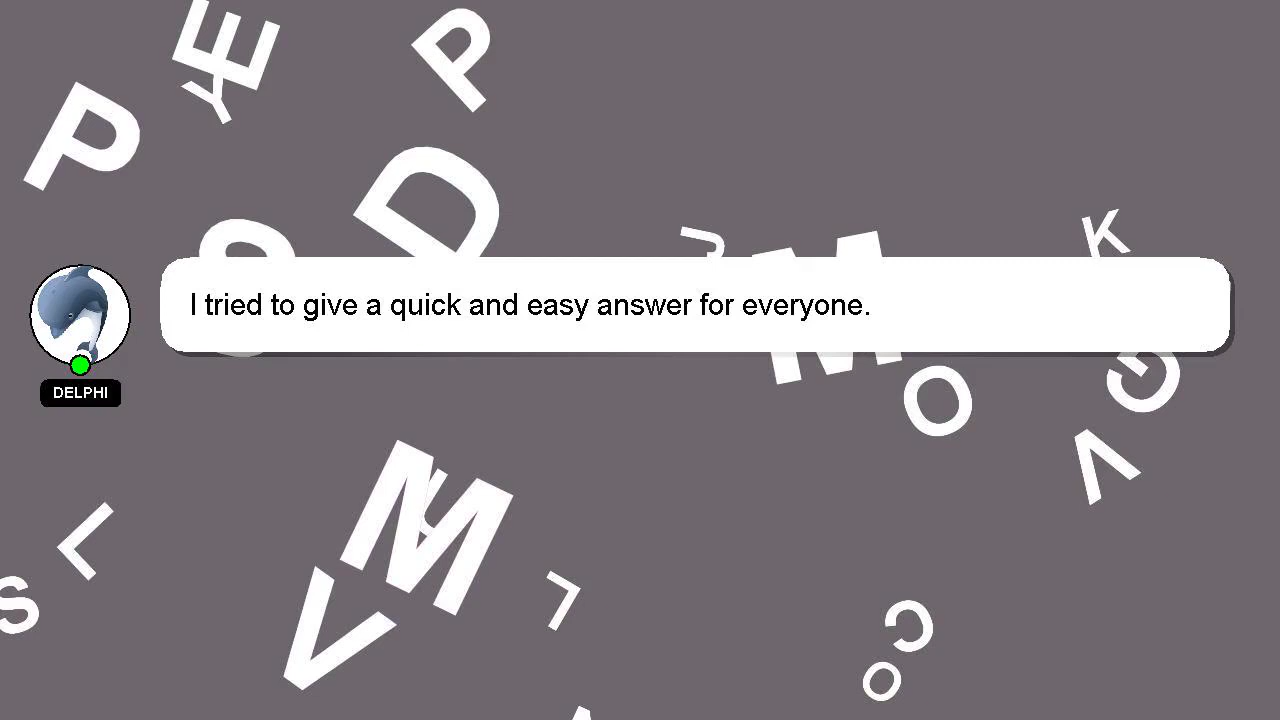 I tried to give a quick and easy answer for everyone.
DELPHI
P
E
Y
P
D
J
M
K
O
G
V
L
S
M
V
L
C
O